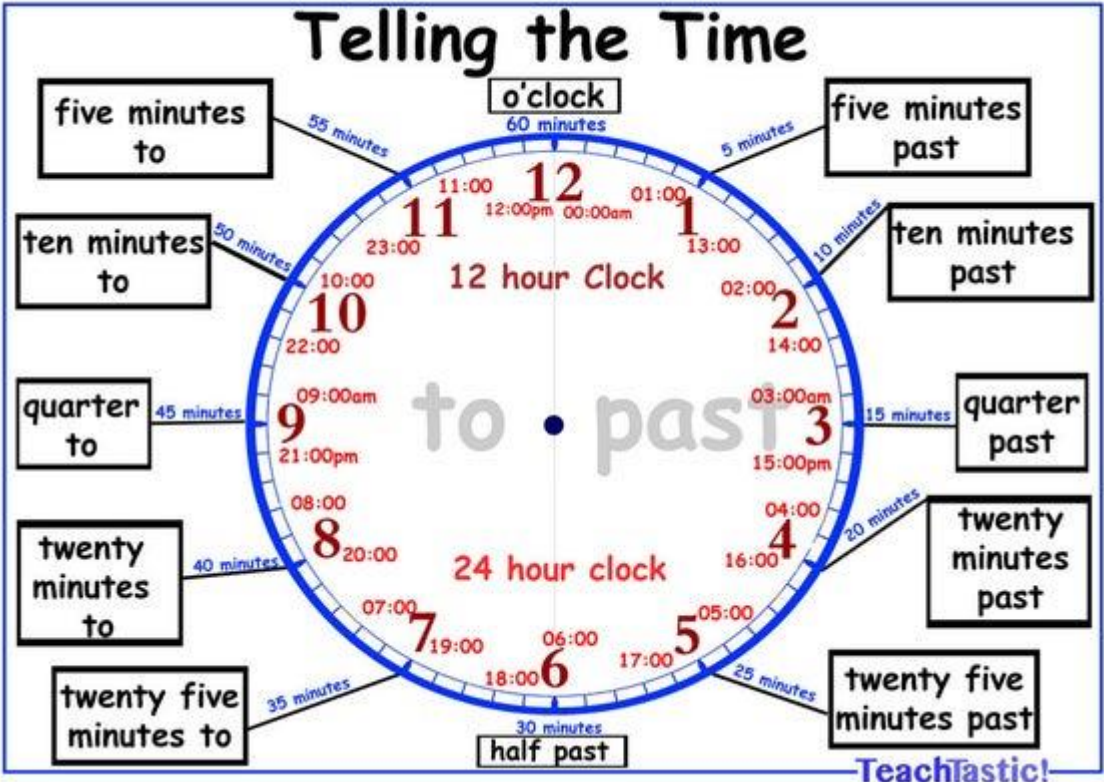 Telling the Time
o'clock
60 minutes
five minutes
to
55 minutes
5 minutes
five minutes
past
ten minutes
to
50 minutes
10 minutes
ten minutes
past
quarter
to
45 minutes
15 minutes
quarter
past
twenty
minutes
to
40 minutes
20 minutes
twenty
minutes
past
twenty five
minutes to
35 minutes
25 minutes
twenty five
minutes past
30 minutes
half past
12
12:00pm
00:00am
01:00
1
13:00
02:00
2
14:00
03:00am
3
15:00pm
04:00
4
16:00
05:00
5
17:00
06:00
6
18:00
07:00
7
19:00
08:00
8
20:00
09:00am
9
21:00pm
10:00
10
22:00
11:00
11
23:00
12 hour Clock
to past
24 hour clock
TeachTastic!